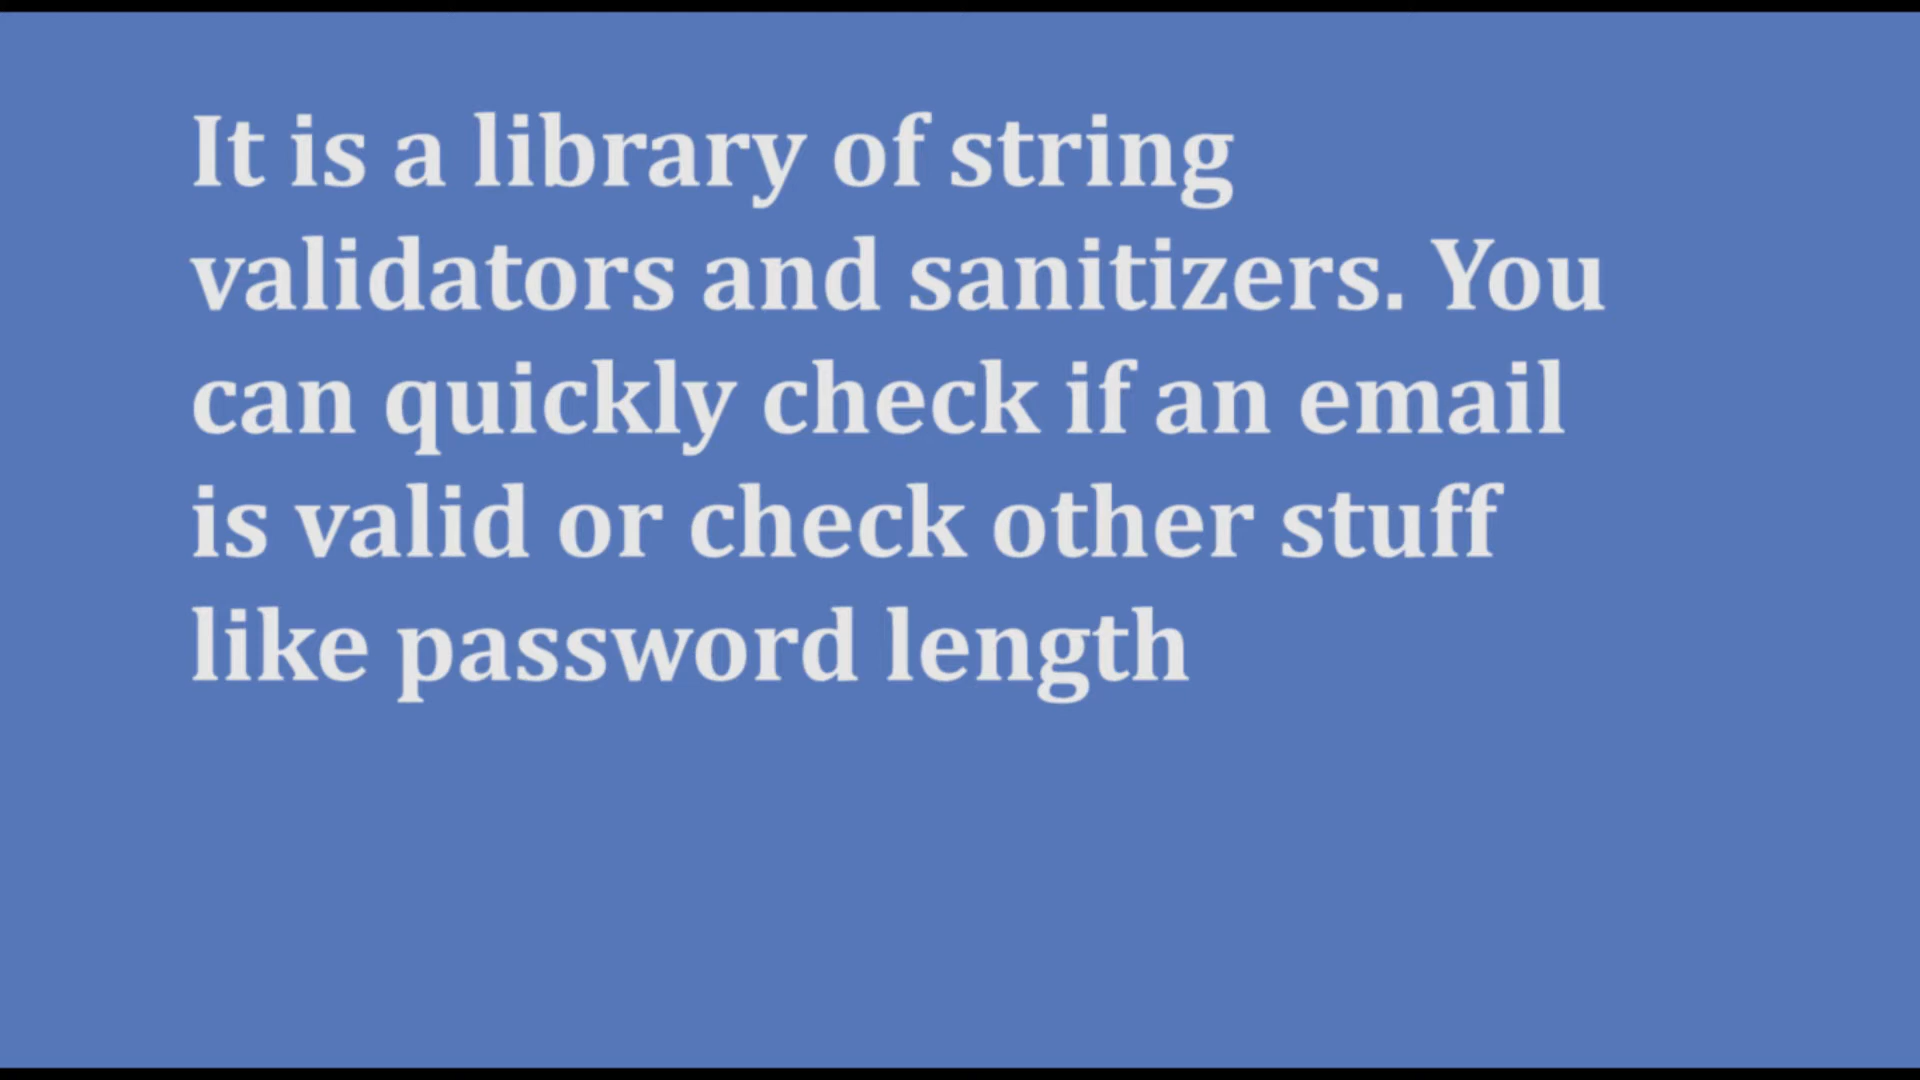 It is a library of string
validators and sanitizers. You
can quickly check if an email
is valid or check other stuff
like password length